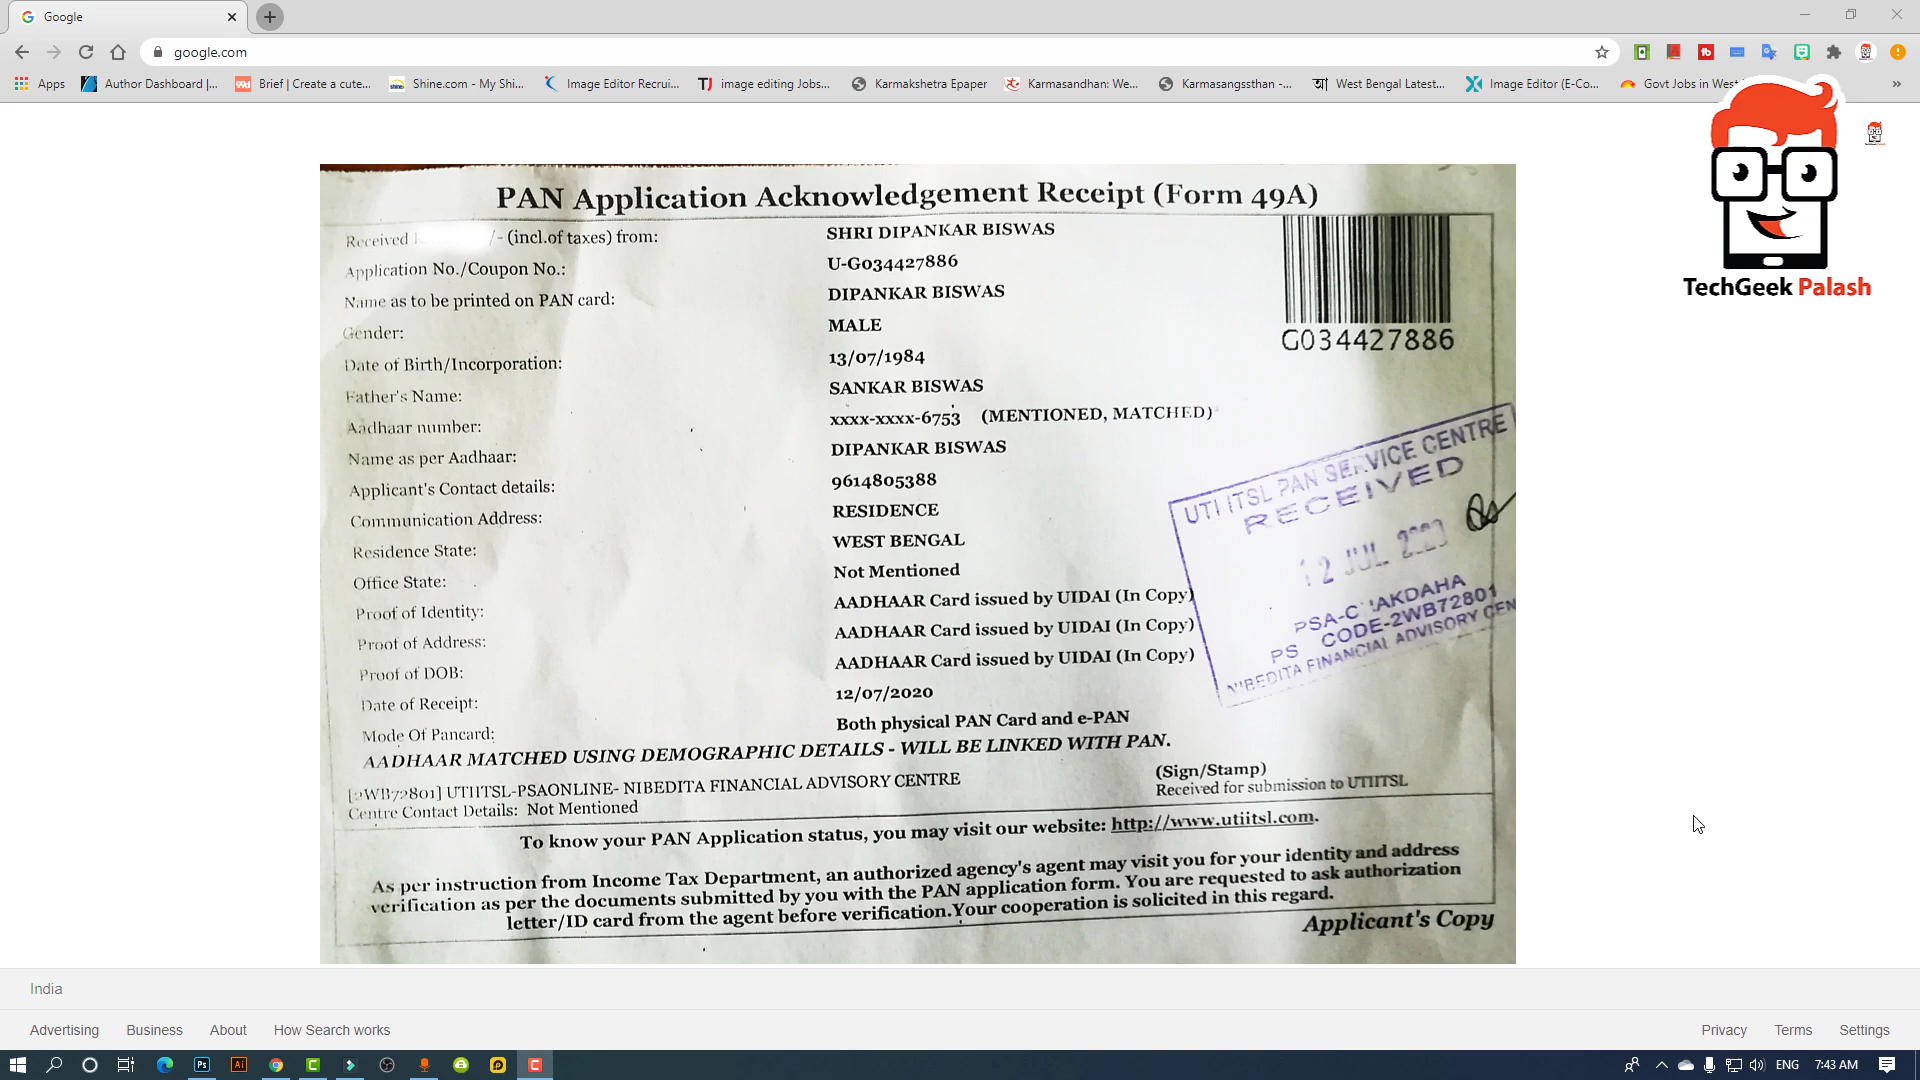 Google
google.com
Apps Author Dashboard |... Brief | Create a cute... Shine.com - My Shi... Image Editor Recrui... image editing Jobs... Karmakshetra Epaper Karmasandhan: We... Karmasangssthan -... West Bengal Latest... Image Editor (E-Co... Govt Jobs in Wes
TechGeek Palash
PAN Application Acknowledgement Receipt (Form 49A)
Received /- (incl.of taxes) from: SHRI DIPANKAR BISWAS
Application No./Coupon No.: U-G034427886
Name as to be printed on PAN card: DIPANKAR BISWAS
Gender: MALE
G034427886
Date of Birth/Incorporation: 13/07/1984
Father's Name: SANKAR BISWAS
Aadhaar number: xxxx-xxxx-6753 (MENTIONED, MATCHED)
Name as per Aadhaar: DIPANKAR BISWAS
Applicant's Contact details: 9614805388
Communication Address: RESIDENCE
Residence State: WEST BENGAL
Office State: Not Mentioned
Proof of Identity: AADHAAR Card issued by UIDAI (In Copy)
Proof of Address: AADHAAR Card issued by UIDAI (In Copy)
Proof of DOB: AADHAAR Card issued by UIDAI (In Copy)
Date of Receipt: 12/07/2020
Mode Of Pancard: Both physical PAN Card and e-PAN
UTIITSL PAN SERVICE CENTRE
RECEIVED
12 JUL
CODE-2WB72801
NIBEDITA FINANCIAL ADVISORY CEN
AADHAAR MATCHED USING DEMOGRAPHIC DETAILS - WILL BE LINKED WITH PAN.
[2WB72801] UTIITSL-PSAONLINE- NIBEDITA FINANCIAL ADVISORY CENTRE
Centre Contact Details: Not Mentioned
(Sign/Stamp)
Received for submission to UTIITSL
To know your PAN Application status, you may visit our website: http://www.utiitsl.com.
As per instruction from Income Tax Department, an authorized agency's agent may visit you for your identity and address
verification as per the documents submitted by you with the PAN application form. You are requested to ask authorization
letter/ID card from the agent before verification.Your cooperation is solicited in this regard.
Applicant's Copy
India
Advertising Business About How Search works Privacy Terms Settings
ENG 7:43 AM